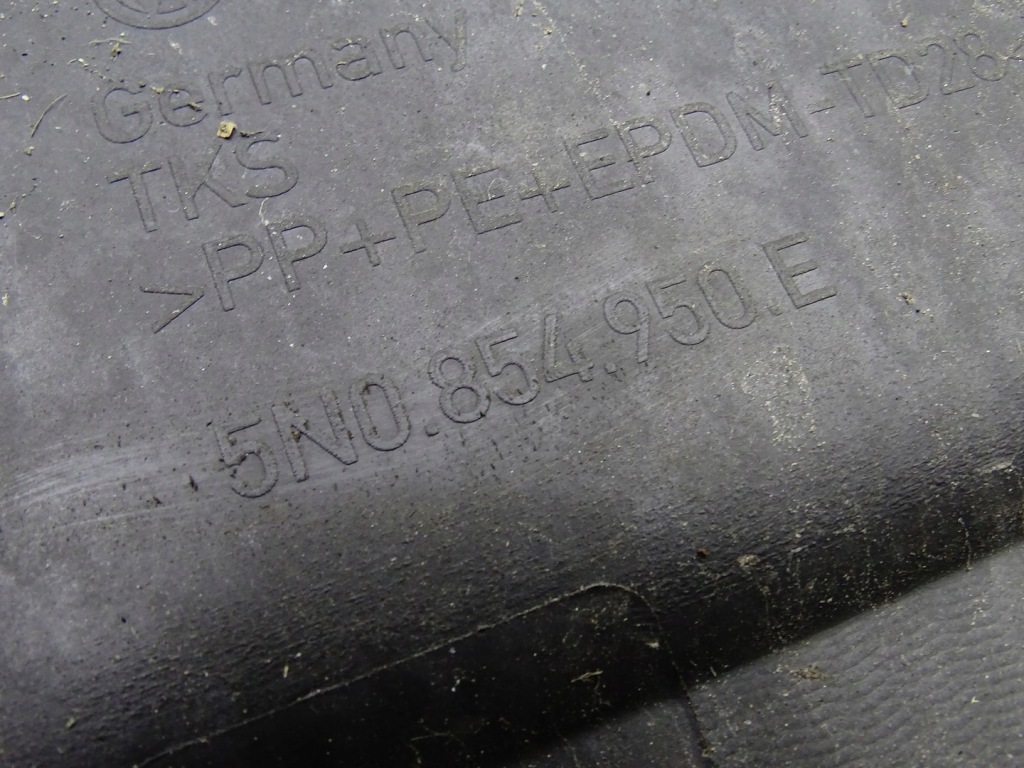 Germany
TKS
>PP+PE+EPDM-TD28<
5N0.854.950.E